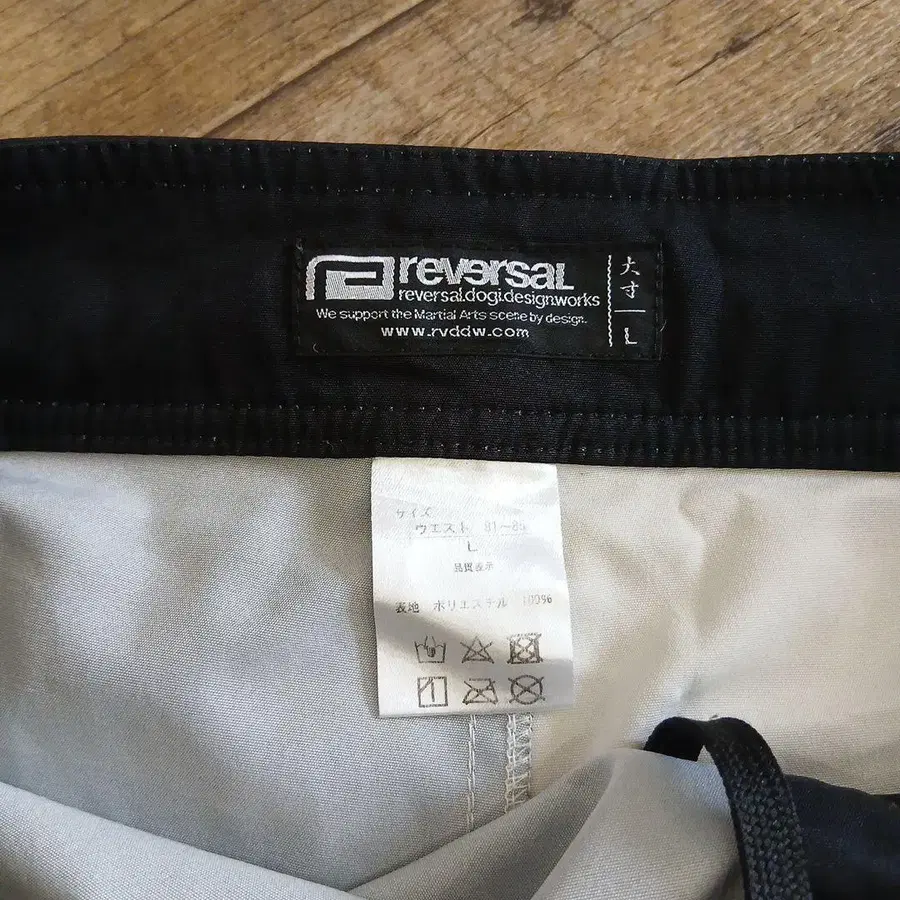 reversal
reversal.dogi.design.works
We support the Martial Arts scene by design.
www.rvddw.com
大寸
L
サイズ
ウエスト 81～85
L
品質表示
表地 ポリエステル 100%